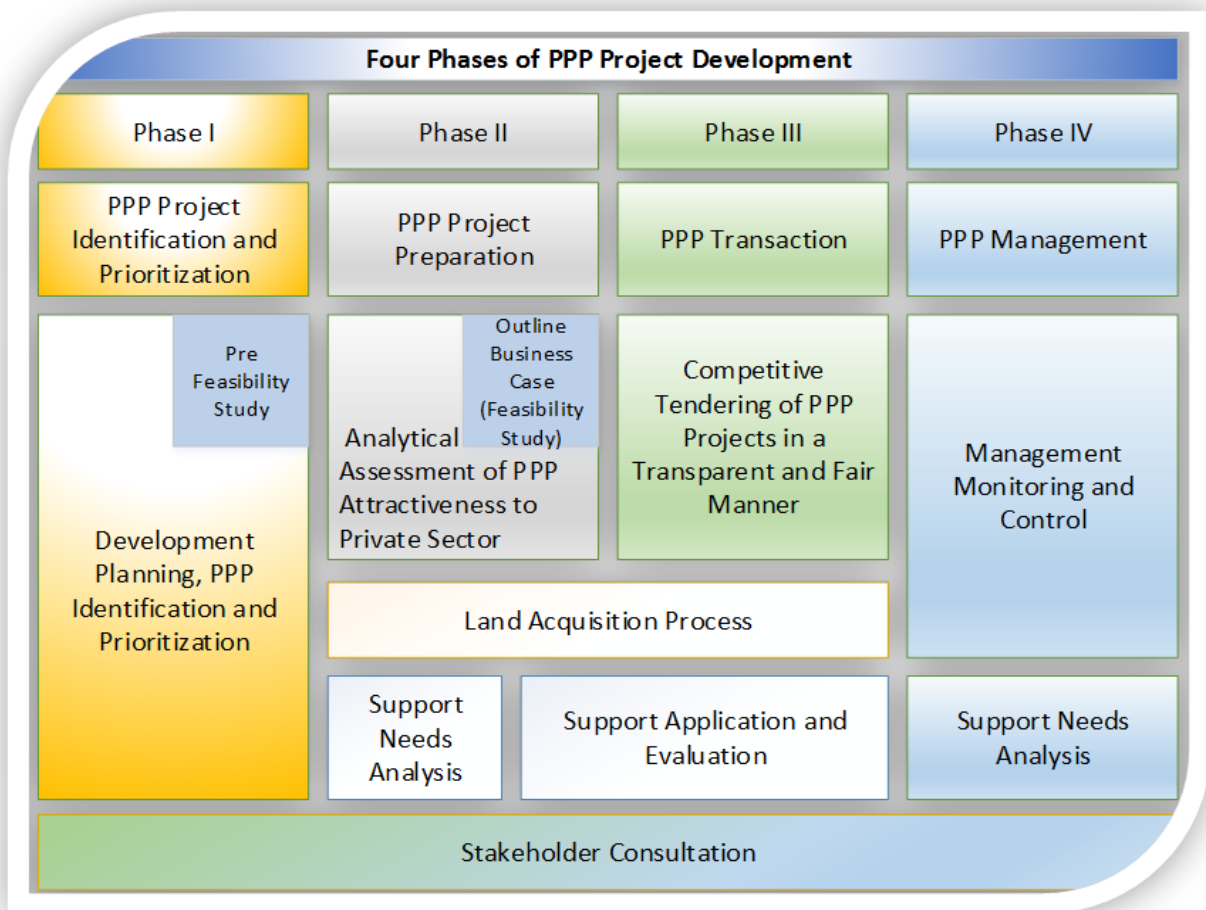 Four Phases of PPP Project Development
Phase I
Phase II
Phase III
Phase IV
PPP Project
Identification and
Prioritization
PPP Project
Preparation
PPP Transaction
PPP Management
Pre
Feasibility
Study
Development
Planning, PPP
Identification and
Prioritization
Outline
Business
Case
(Feasibility
Study)
Analytical
Assessment of PPP
Attractiveness to
Private Sector
Competitive
Tendering of PPP
Projects in a
Transparent and Fair
Manner
Management
Monitoring and
Control
Land Acquisition Process
Support
Needs
Analysis
Support Application and
Evaluation
Support Needs
Analysis
Stakeholder Consultation